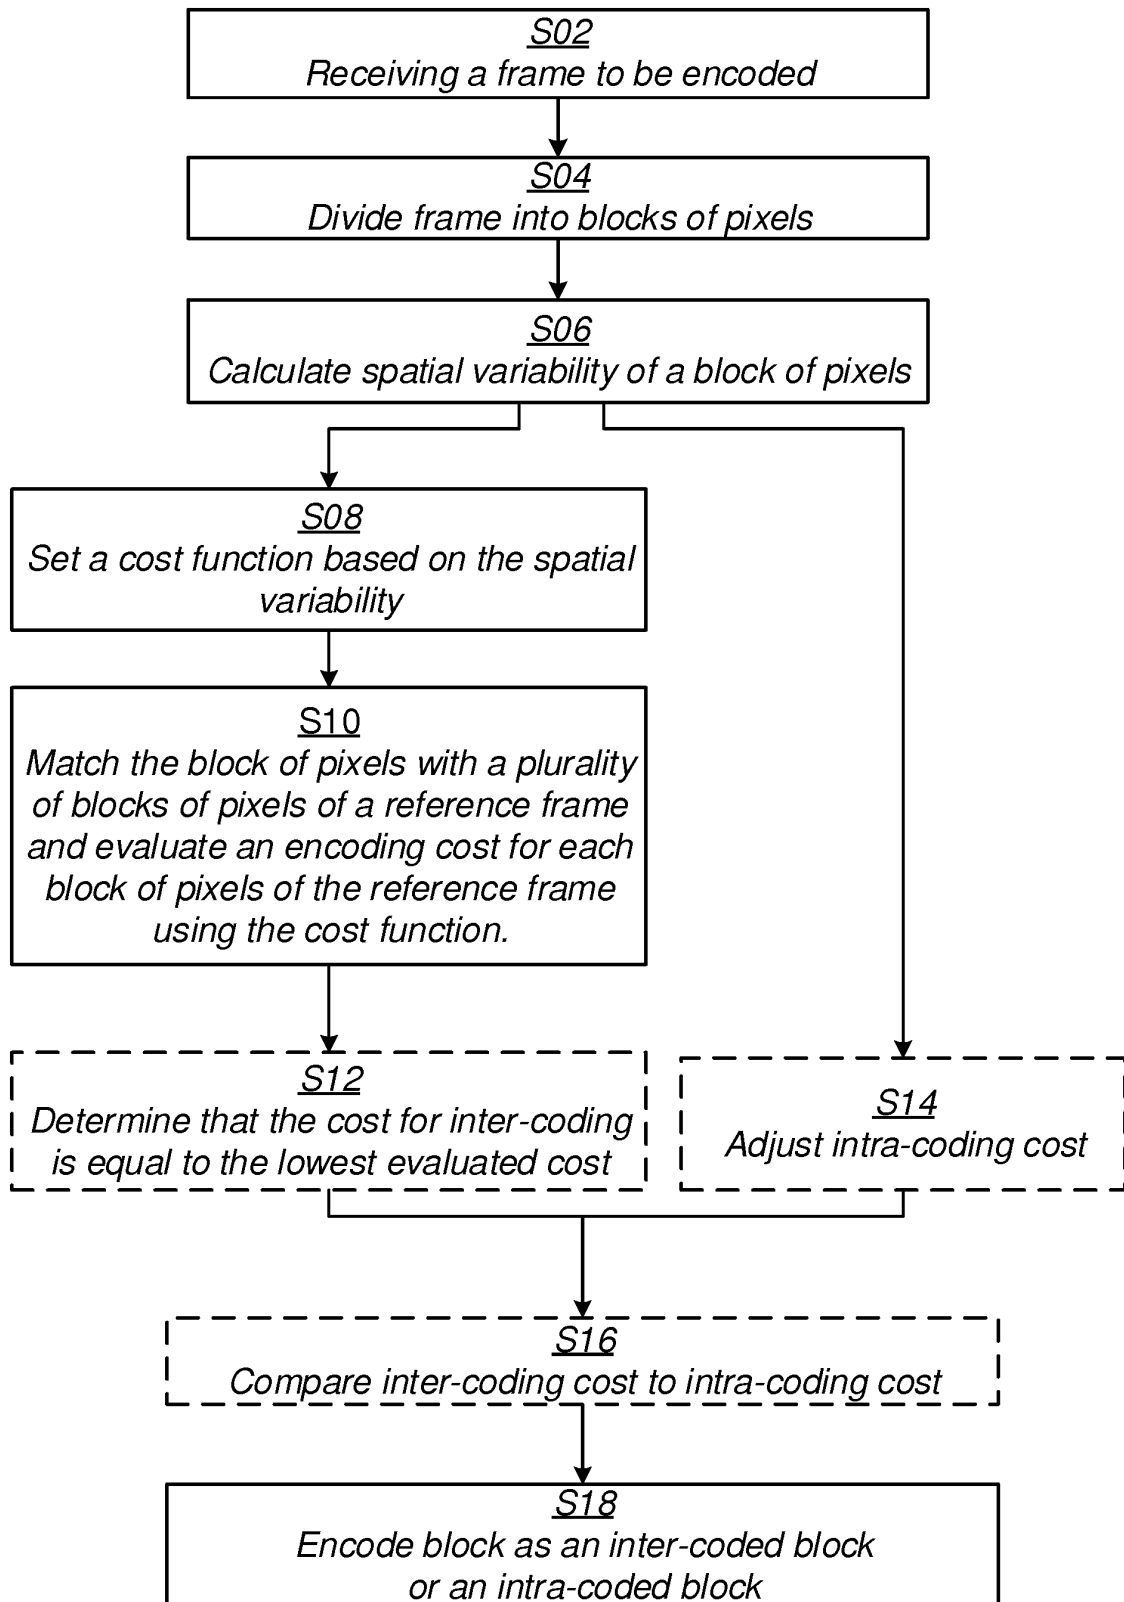 S02
Receiving a frame to be encoded
S04
Divide frame into blocks of pixels
S06
Calculate spatial variability of a block of pixels
S08
Set a cost function based on the spatial
variability
S10
Match the block of pixels with a plurality
of blocks of pixels of a reference frame
and evaluate an encoding cost for each
block of pixels of the reference frame
using the cost function.
S12
Determine that the cost for inter-coding
is equal to the lowest evaluated cost
S14
Adjust intra-coding cost
S16
Compare inter-coding cost to intra-coding cost
S18
Encode block as an inter-coded block
or an intra-coded block